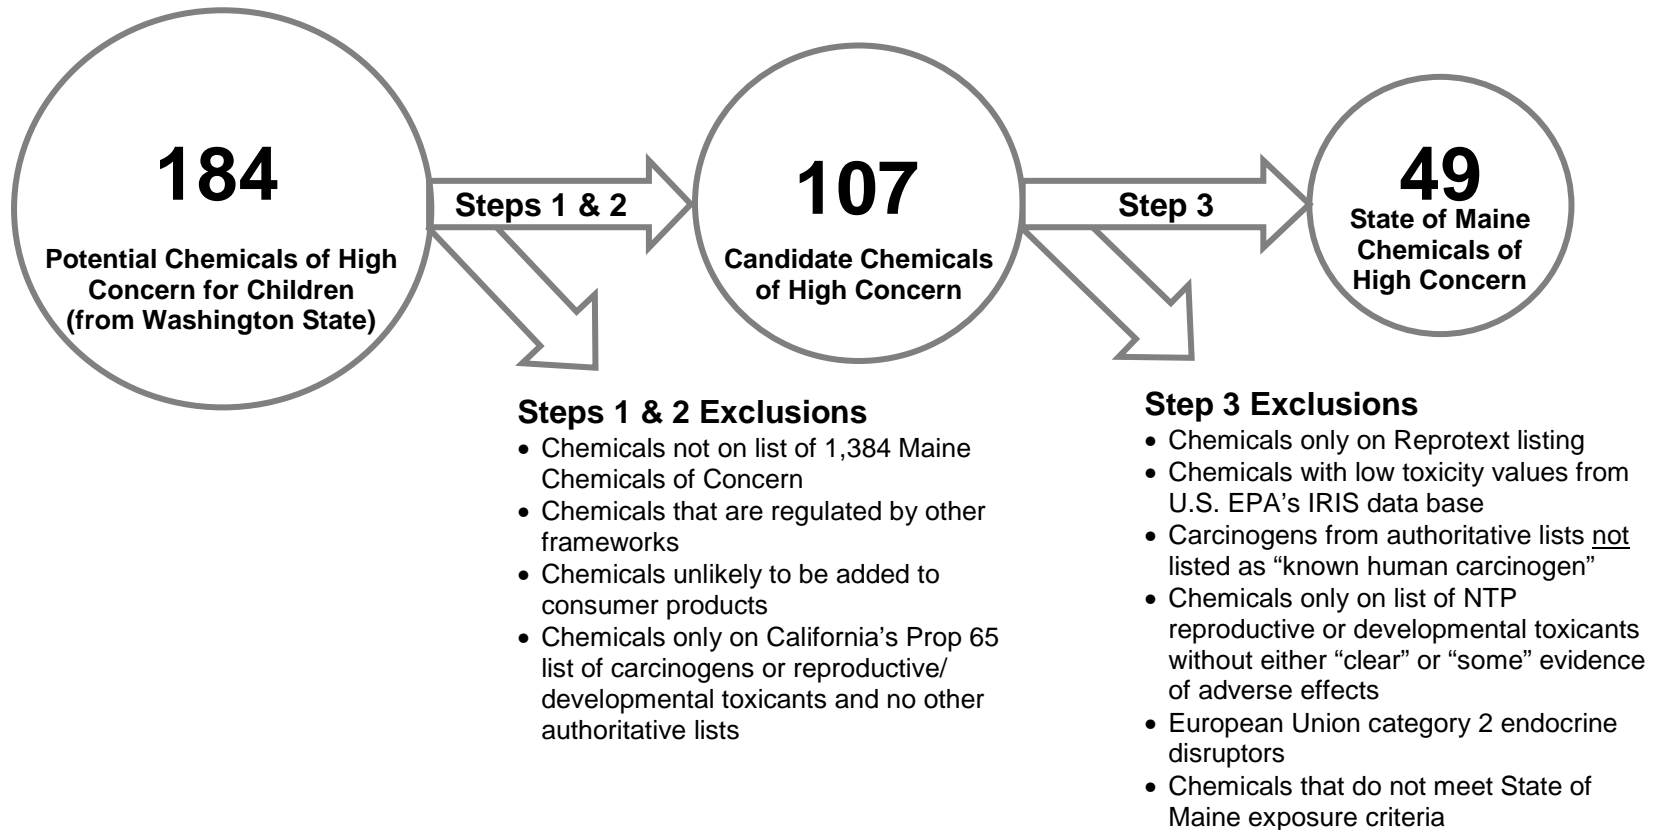 184
Potential Chemicals of High
Concern for Children
(from Washington State)
Steps 1 & 2
107
Candidate Chemicals
of High Concern
Step 3
49
State of Maine
Chemicals of
High Concern
Steps 1 & 2 Exclusions
• Chemicals not on list of 1,384 Maine
Chemicals of Concern
• Chemicals that are regulated by other
frameworks
• Chemicals unlikely to be added to
consumer products
• Chemicals only on California’s Prop 65
list of carcinogens or reproductive/
developmental toxicants and no other
authoritative lists
Step 3 Exclusions
• Chemicals only on Reprotext listing
• Chemicals with low toxicity values from
U.S. EPA’s IRIS data base
• Carcinogens from authoritative lists not
listed as “known human carcinogen”
• Chemicals only on list of NTP
reproductive or developmental toxicants
without either “clear” or “some” evidence
of adverse effects
• European Union category 2 endocrine
disruptors
• Chemicals that do not meet State of
Maine exposure criteria